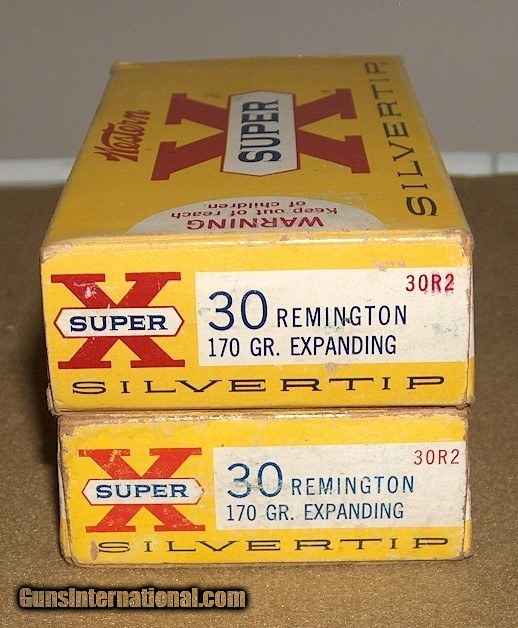 Western
SUPER X
SILVERTIP
WARNING
Keep out of reach
of children.
X
SUPER
30 REMINGTON
170 GR. EXPANDING
30R2
SILVERTIP
X
SUPER
30 REMINGTON
170 GR. EXPANDING
30R2
SILVERTIP
GunsInternational.com